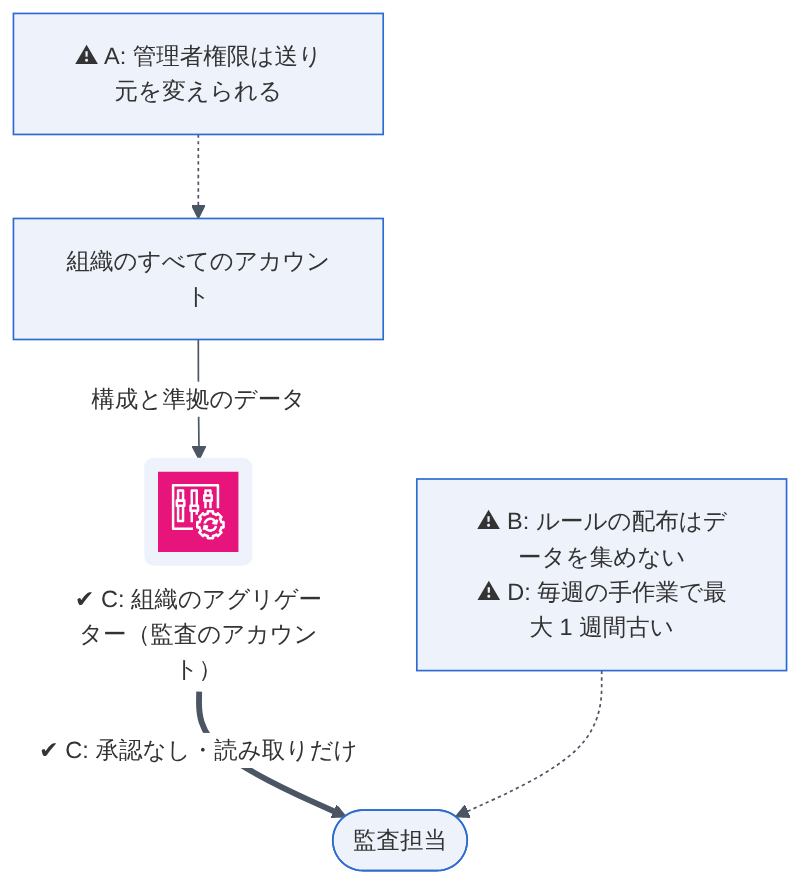 ⚠ A: 管理者権限は送り
元を変えられる
組織のすべてのアカウン
ト
構成と準拠のデータ
✔ C: 組織のアグリゲー
ター（監査のアカウン
ト）
⚠ B: ルールの配布はデ
ータを集めない
⚠ D: 毎週の手作業で最
大 1 週間古い
✔ C: 承認なし・読み取りだけ
監査担当